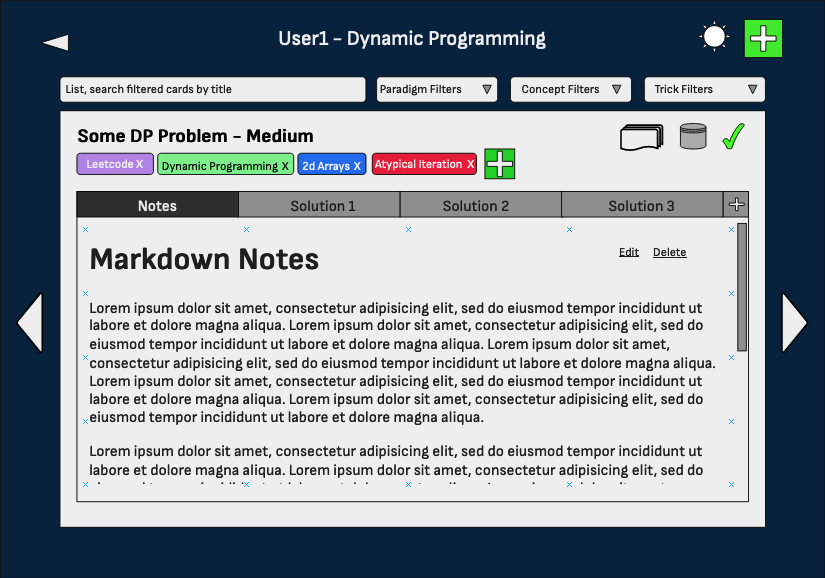 User1 - Dynamic Programming
List, search filtered cards by title
Paradigm Filters
Concept Filters
Trick Filters
Some DP Problem - Medium
Leetcode X
Dynamic Programming X
2d Arrays X
Atypical Iteration X
Notes
Solution 1
Solution 2
Solution 3
Markdown Notes
Edit
Delete
Lorem ipsum dolor sit amet, consectetur adipisicing elit, sed do eiusmod tempor incididunt ut
labore et dolore magna aliqua. Lorem ipsum dolor sit amet, consectetur adipisicing elit, sed do
eiusmod tempor incididunt ut labore et dolore magna aliqua. Lorem ipsum dolor sit amet,
consectetur adipisicing elit, sed do eiusmod tempor incididunt ut labore et dolore magna aliqua.
Lorem ipsum dolor sit amet, consectetur adipisicing elit, sed do eiusmod tempor incididunt ut
labore et dolore magna aliqua. Lorem ipsum dolor sit amet, consectetur adipisicing elit, sed do
eiusmod tempor incididunt ut labore et dolore magna aliqua.
Lorem ipsum dolor sit amet, consectetur adipisicing elit, sed do eiusmod tempor incididunt ut
labore et dolore magna aliqua. Lorem ipsum dolor sit amet, consectetur adipisicing elit, sed do